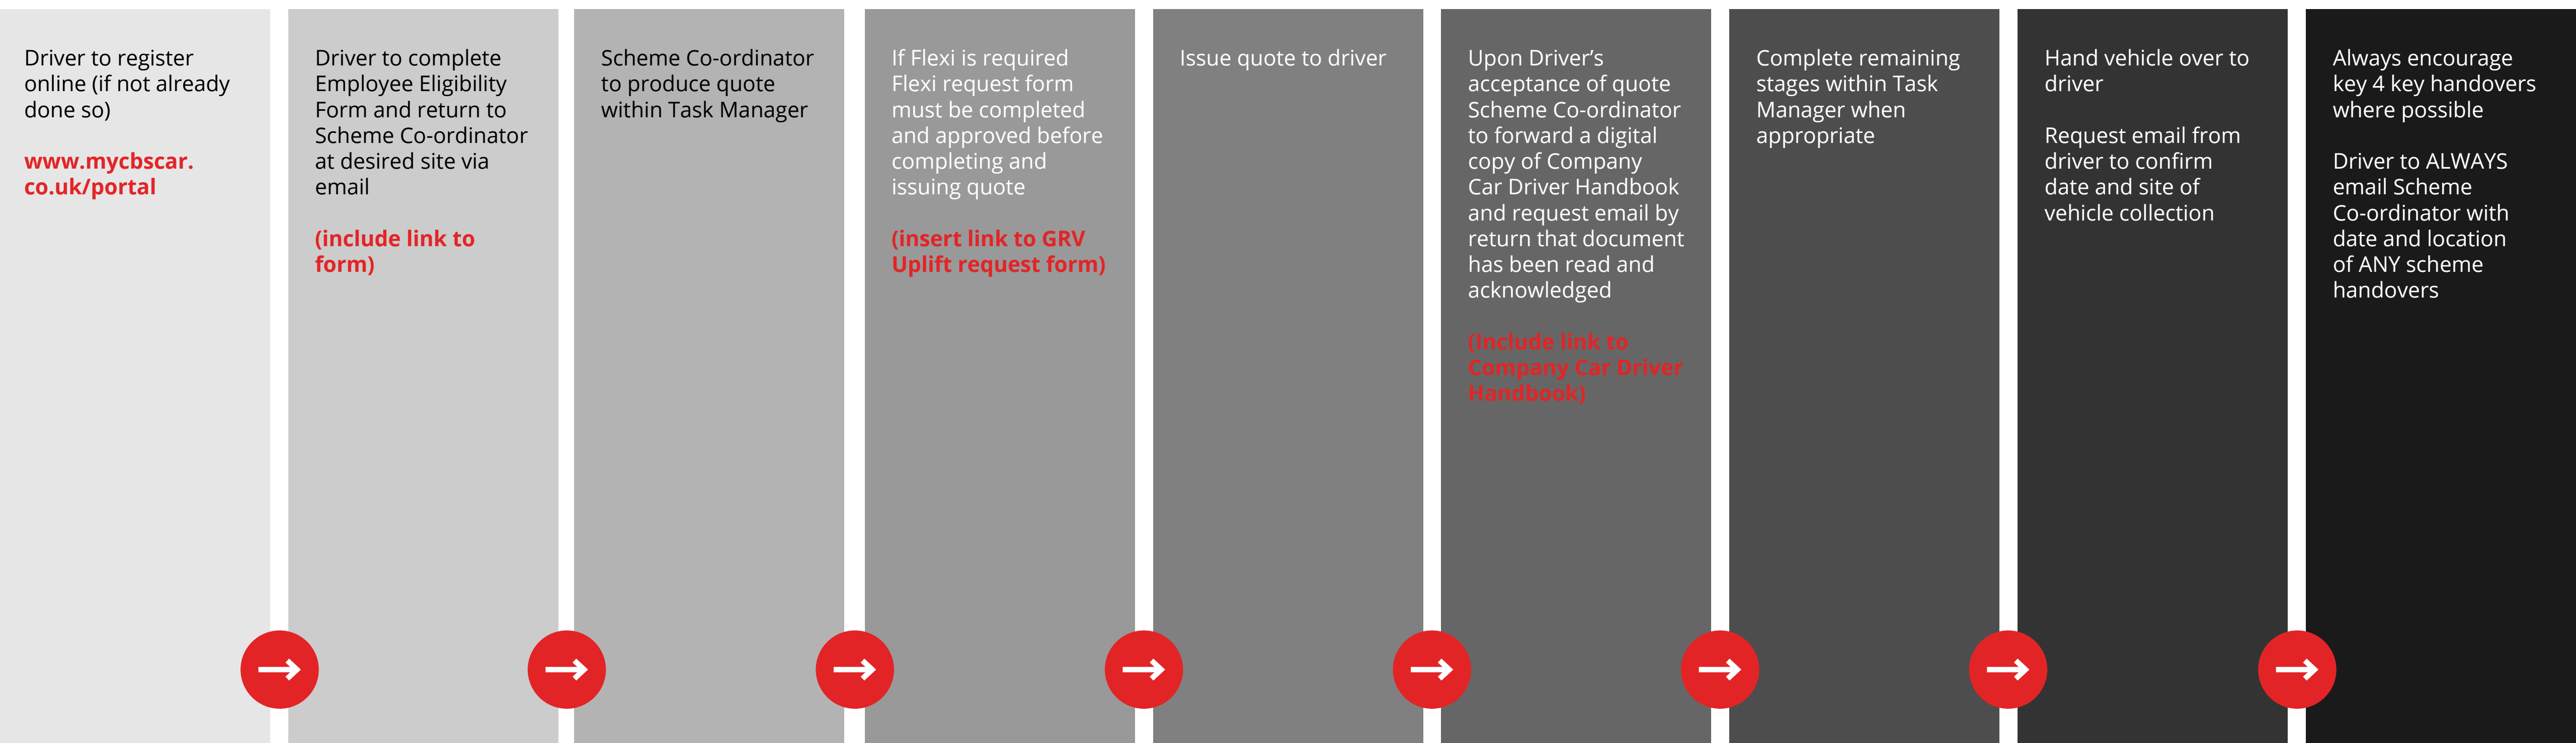 Driver to register
online (if not already
done so)
www.mycbscar.
co.uk/portal
Driver to complete
Employee Eligibility
Form and return to
Scheme Co-ordinator
at desired site via
email
(include link to
form)
Scheme Co-ordinator
to produce quote
within Task Manager
If Flexi is required
Flexi request form
must be completed
and approved before
completing and
issuing quote
(insert link to GRV
Uplift request form)
Issue quote to driver
Upon Driver’s
acceptance of quote
Scheme Co-ordinator
to forward a digital
copy of Company
Car Driver Handbook
and request email by
return that document
has been read and
acknowledged
(Include link to
Company Car Driver
Handbook)
Complete remaining
stages within Task
Manager when
appropriate
Hand vehicle over to
driver
Request email from
driver to confirm
date and site of
vehicle collection
Always encourage
key 4 key handovers
where possible
Driver to ALWAYS
email Scheme
Co-ordinator with
date and location
of ANY scheme
handovers